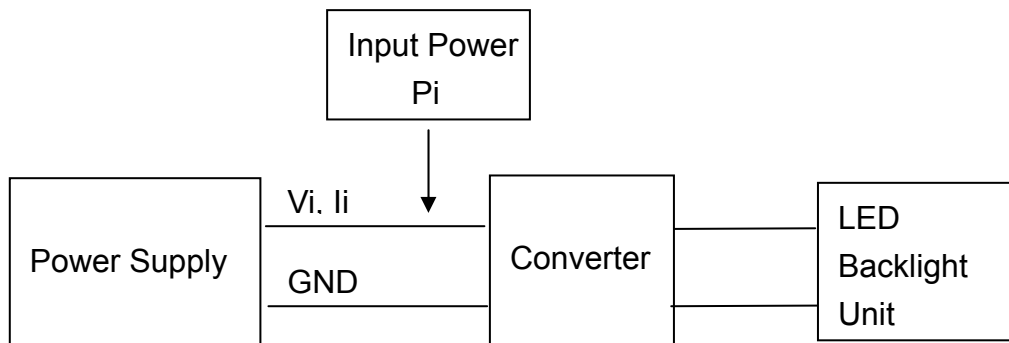 Input Power
Pi
Vi, Ii
GND
Power Supply
Converter
LED
Backlight
Unit